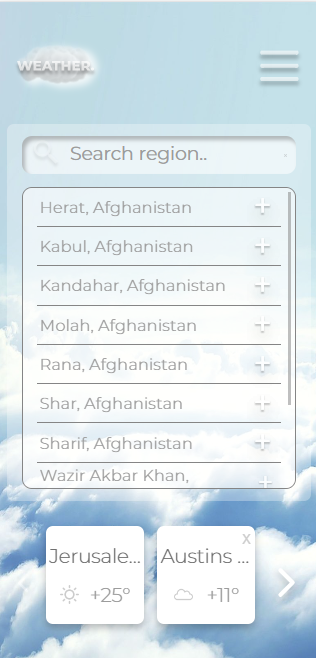 WEATHER.
Search region..
Herat, Afghanistan +
Kabul, Afghanistan +
Kandahar, Afghanistan +
Molah, Afghanistan +
Rana, Afghanistan +
Shar, Afghanistan +
Sharif, Afghanistan +
Wazir Akbar Khan, +
x
Jerusale... Austins ...
+25° +11°